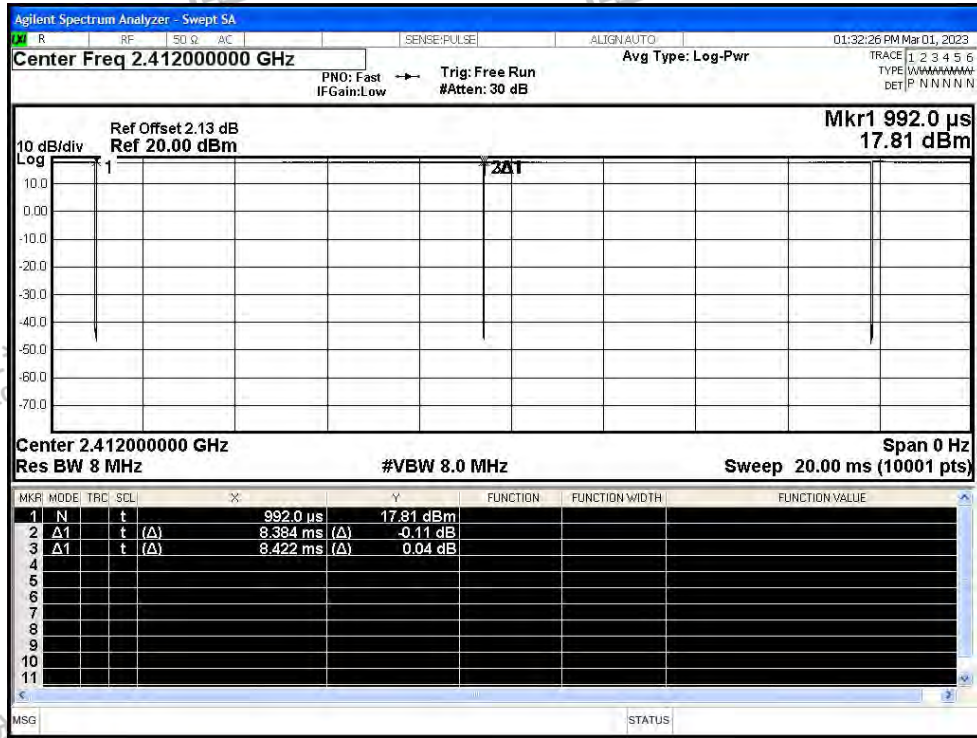 Agilent Spectrum Analyzer - Swept SA
LXI R RF 50 Ω AC SENSE:PULSE ALIGN AUTO 01:32:26 PM Mar 01, 2023
Center Freq 2.412000000 GHz
PNO: Fast
IFGain:Low
Trig: Free Run
#Atten: 30 dB
Avg Type: Log-Pwr
TRACE 1 2 3 4 5 6
TYPE WWWWWW
DET P N N N N N
Mkr1 992.0 µs
17.81 dBm
Ref Offset 2.13 dB
10 dB/div Ref 20.00 dBm
Log
1
2
3Δ1
10.0
0.00
-10.0
-20.0
-30.0
-40.0
-50.0
-60.0
-70.0
Center 2.412000000 GHz Span 0 Hz
Res BW 8 MHz #VBW 8.0 MHz Sweep 20.00 ms (10001 pts)
MKR MODE TRC SCL X Y FUNCTION FUNCTION WIDTH FUNCTION VALUE
1 N t 992.0 µs 17.81 dBm
2 Δ1 t (Δ) 8.384 ms (Δ) -0.11 dB
3 Δ1 t (Δ) 8.422 ms (Δ) 0.04 dB
4
5
6
7
8
9
10
11
MSG STATUS